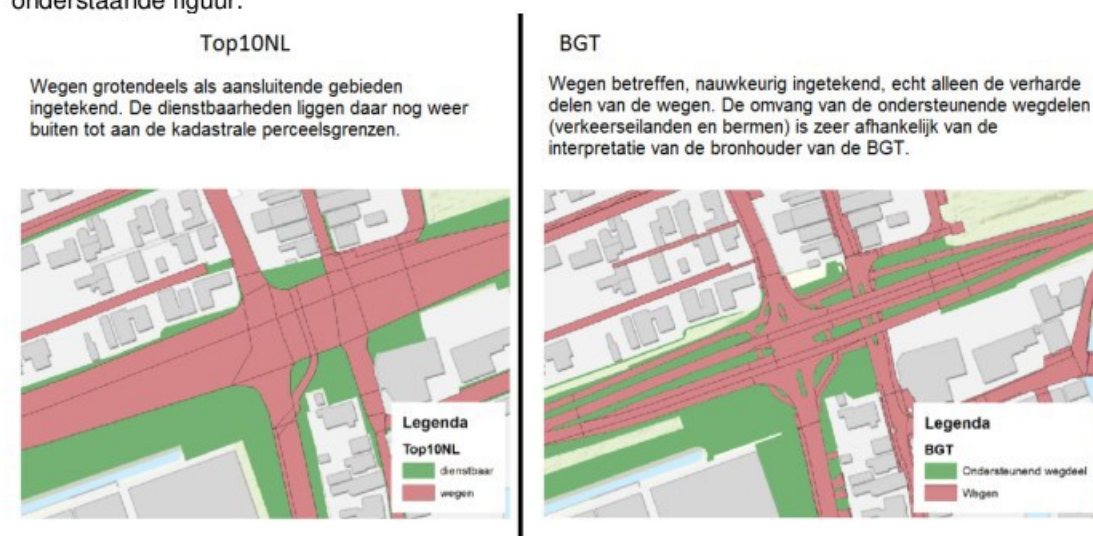 onderstaande figuur.
Top10NL
Wegen grotendeels als aansluitende gebieden
ingetekend. De dienstbaarheden liggen daar nog weer
buiten tot aan de kadastrale perceelsgrenzen.
Legenda
Top10NL
dienstbaar
wegen
BGT
Wegen betreffen, nauwkeurig ingetekend, echt alleen de verharde
delen van de wegen. De omvang van de ondersteunende wegdelen
(verkeerseilanden en bermen) is zeer afhankelijk van de
interpretatie van de bronhouder van de BGT.
Legenda
BGT
Ondersteunend wegdeel
Wegen